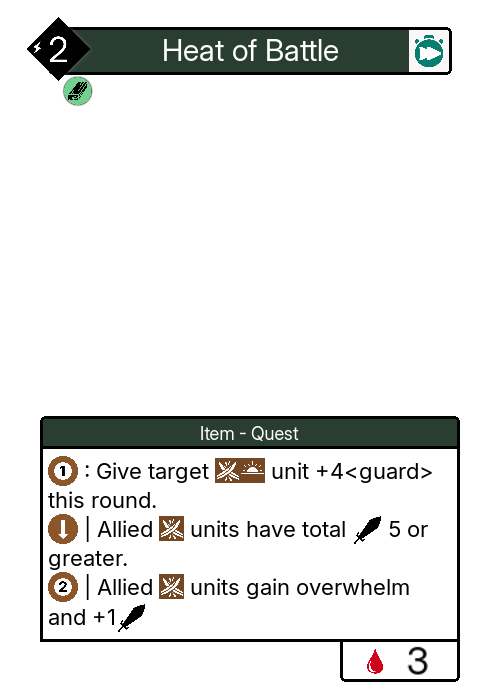 2 Heat of Battle
Item - Quest
1 : Give target unit +4<guard>
this round.
| Allied units have total 5 or
greater.
2 | Allied units gain overwhelm
and +1
3